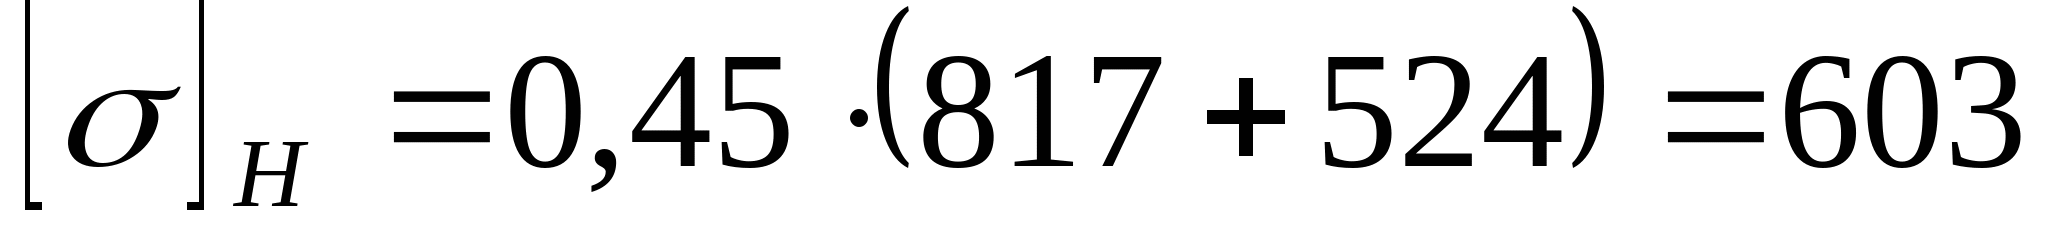 [σ]H = 0,45 · (817 + 524) = 603